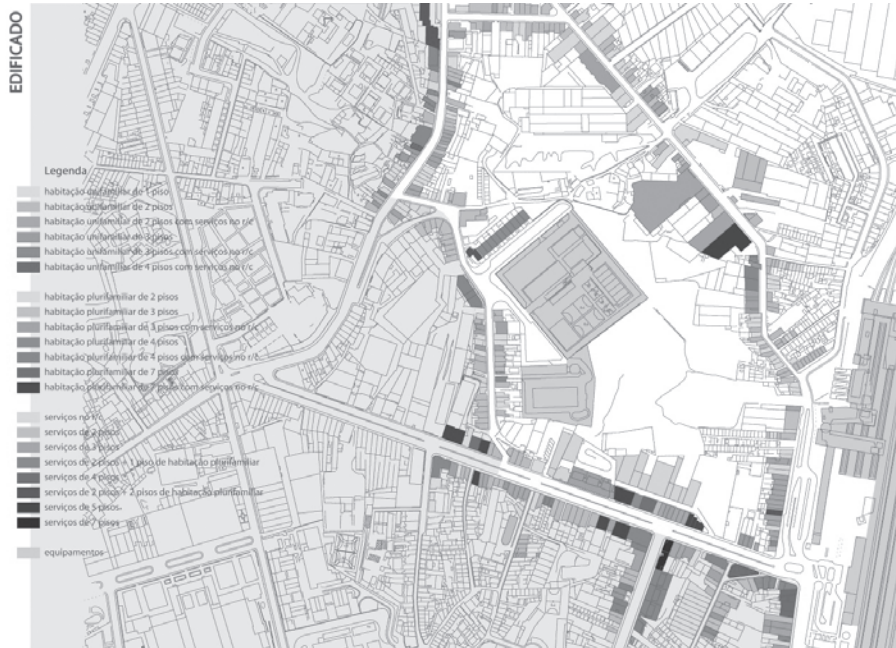 EDIFICADO
Legenda
habitação unifamiliar de 1 piso
habitação unifamiliar de 2 pisos
habitação unifamiliar de 2 pisos com serviços no r/c
habitação unifamiliar de 3 pisos
habitação unifamiliar de 3 pisos com serviços no r/c
habitação unifamiliar de 4 pisos com serviços no r/c
habitação plurifamiliar de 2 pisos
habitação plurifamiliar de 3 pisos
habitação plurifamiliar de 3 pisos com serviços no r/c
habitação plurifamiliar de 4 pisos
habitação plurifamiliar de 4 pisos com serviços no r/c
habitação plurifamiliar de 7 pisos
habitação plurifamiliar de 7 pisos com serviços no r/c
serviços no r/c
serviços de 2 pisos
serviços de 3 pisos
serviços de 2 pisos + 1 piso de habitação plurifamiliar
serviços de 4 pisos
serviços de 2 pisos + 2 pisos de habitação plurifamiliar
serviços de 5 pisos
serviços de 7 pisos
equipamentos